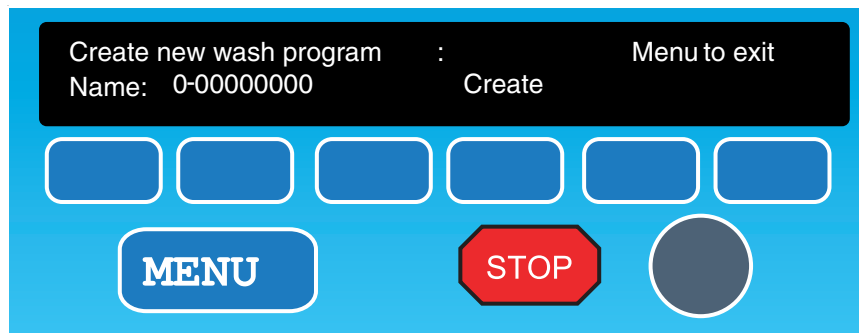 Create new wash program : Menu to exit
Name: 0-00000000 Create
MENU
STOP